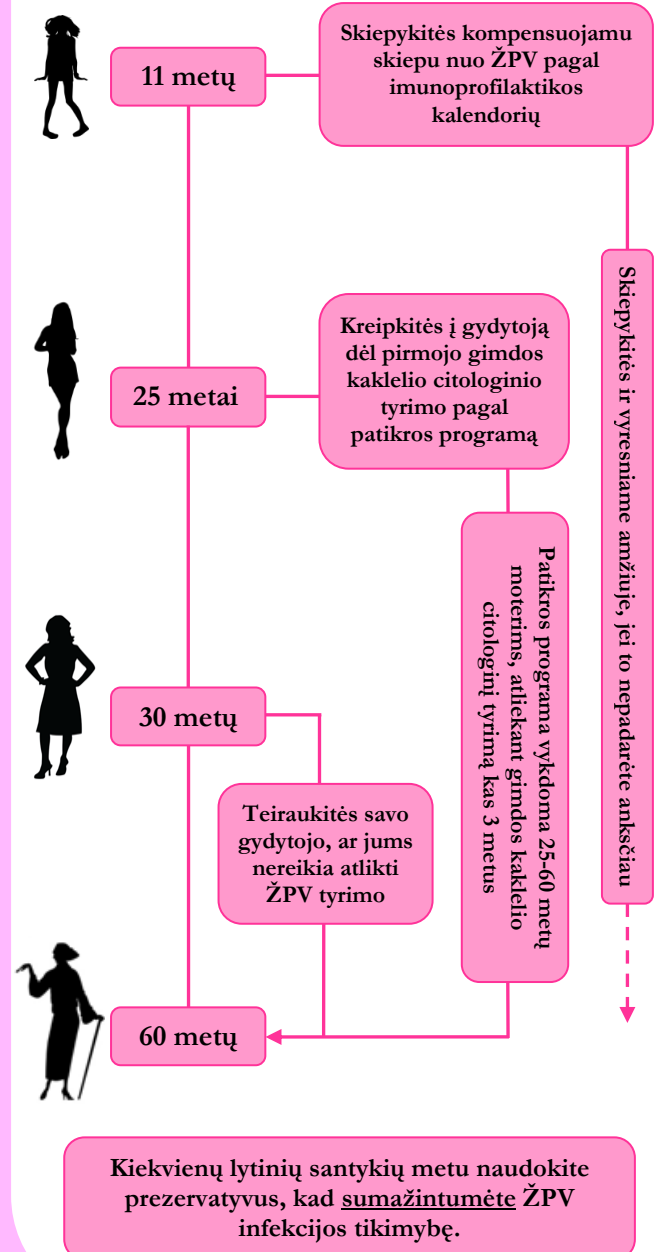 11 metų
Skiepykitės kompensuojamu
skiepu nuo ŽPV pagal
imunoprofilaktikos
kalendorių
Skiepykitės ir vyresniame amžiuje, jei to nepadarėte anksčiau
25 metai
Kreipkitės į gydytoją
dėl pirmojo gimdos
kaklelio citologinio
tyrimo pagal
patikros programą
Patikros programa vykdoma 25-60 metų
moterims, atliekant gimdos kaklelio
citologinį tyrimą kas 3 metus
30 metų
Teiraukitės savo
gydytojo, ar jums
nereikia atlikti
ŽPV tyrimo
60 metų
Kiekvienų lytinių santykių metu naudokite
prezervatyvus, kad sumažintumėte ŽPV
infekcijos tikimybę.